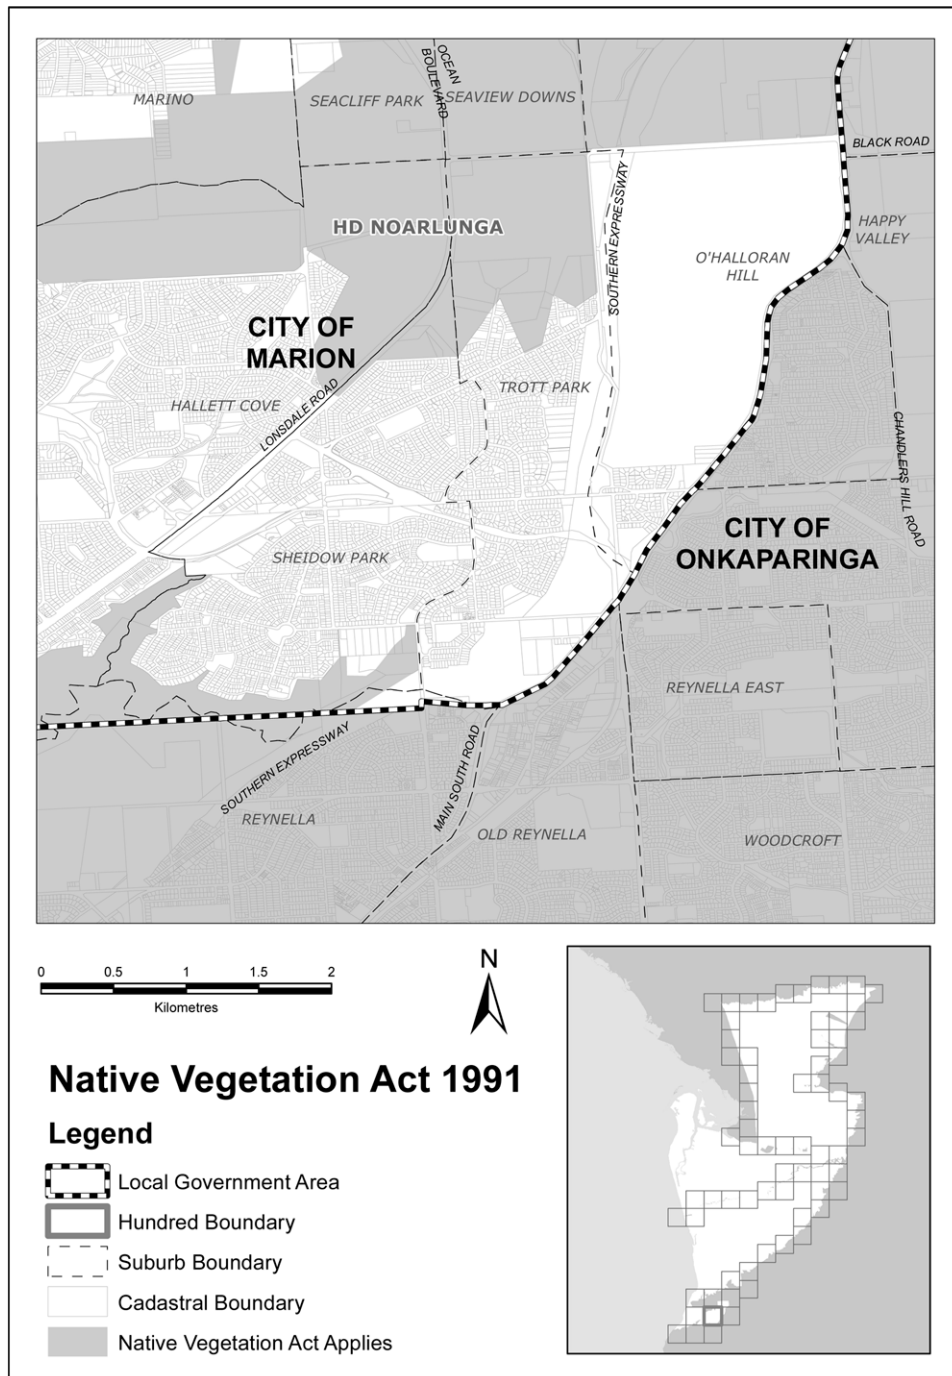 OCEAN
BOULEVARD
MARINO
SEACLIFF PARK
SEAVIEW DOWNS
BLACK ROAD
SOUTHERN EXPRESSWAY
HD NOARLUNGA
HAPPY
VALLEY
O'HALLORAN
HILL
CITY OF
MARION
TROTT PARK
HALLETT COVE
LONSDALE ROAD
CHANDLERS HILL ROAD
CITY OF
ONKAPARINGA
SHEIDOW PARK
REYNELLA EAST
SOUTHERN EXPRESSWAY
MAIN SOUTH ROAD
REYNELLA
OLD REYNELLA
WOODCROFT
0 0.5 1 1.5 2
Kilometres
N
Native Vegetation Act 1991
Legend
Local Government Area
Hundred Boundary
Suburb Boundary
Cadastral Boundary
Native Vegetation Act Applies